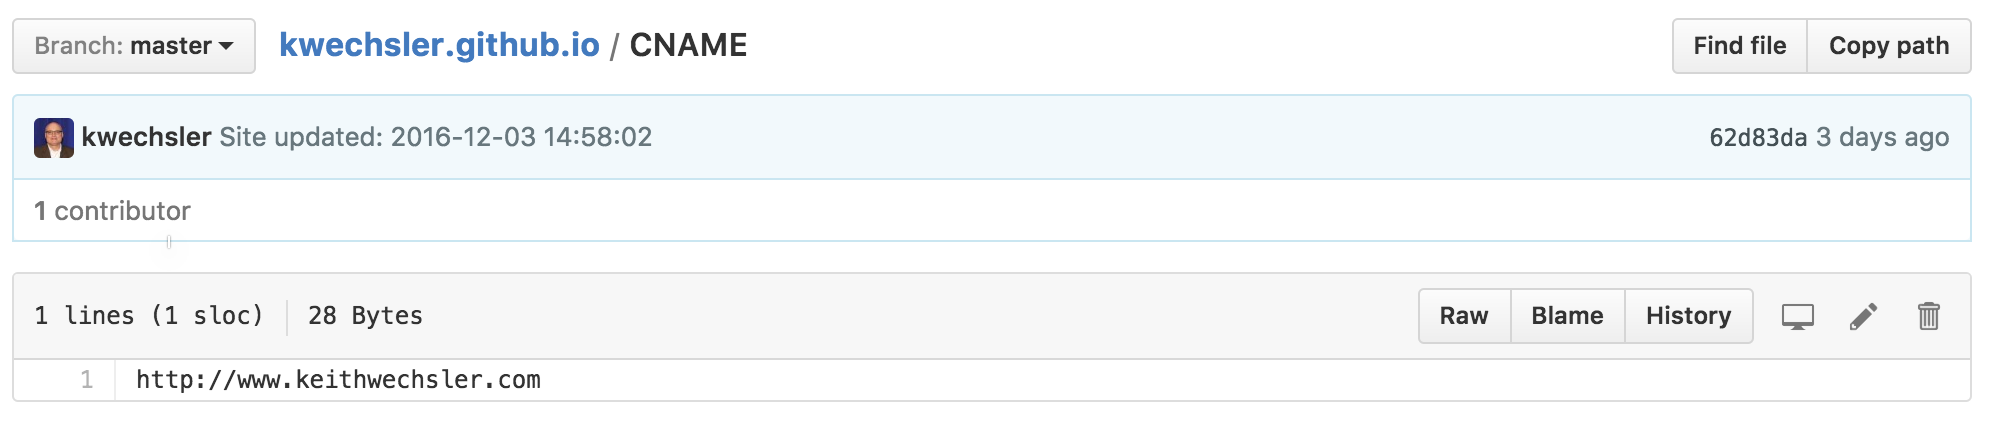 Branch: master kwechsler.github.io / CNAME Find file Copy path
kwechsler Site updated: 2016-12-03 14:58:02 62d83da 3 days ago
1 contributor
1 lines (1 sloc) 28 Bytes Raw Blame History
1 http://www.keithwechsler.com